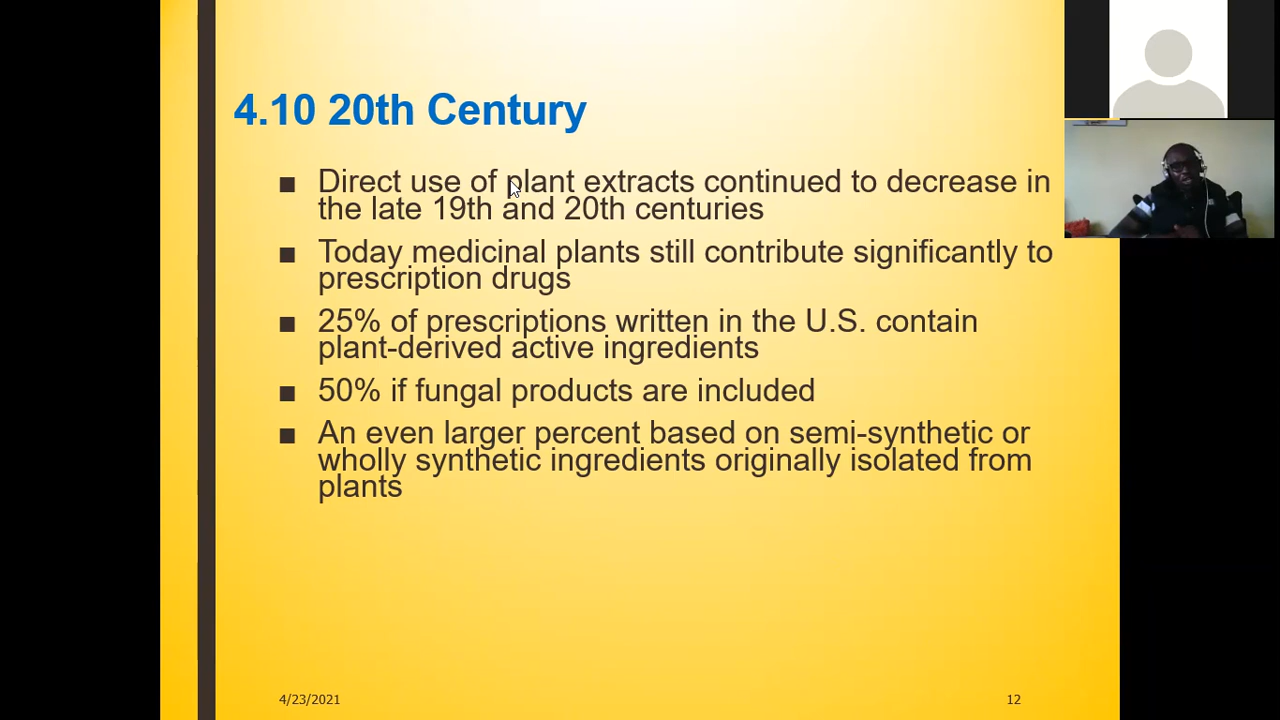 4.10 20th Century
■ Direct use of plant extracts continued to decrease in
the late 19th and 20th centuries
■ Today medicinal plants still contribute significantly to
prescription drugs
■ 25% of prescriptions written in the U.S. contain
plant-derived active ingredients
■ 50% if fungal products are included
■ An even larger percent based on semi-synthetic or
wholly synthetic ingredients originally isolated from
plants
4/23/2021
12